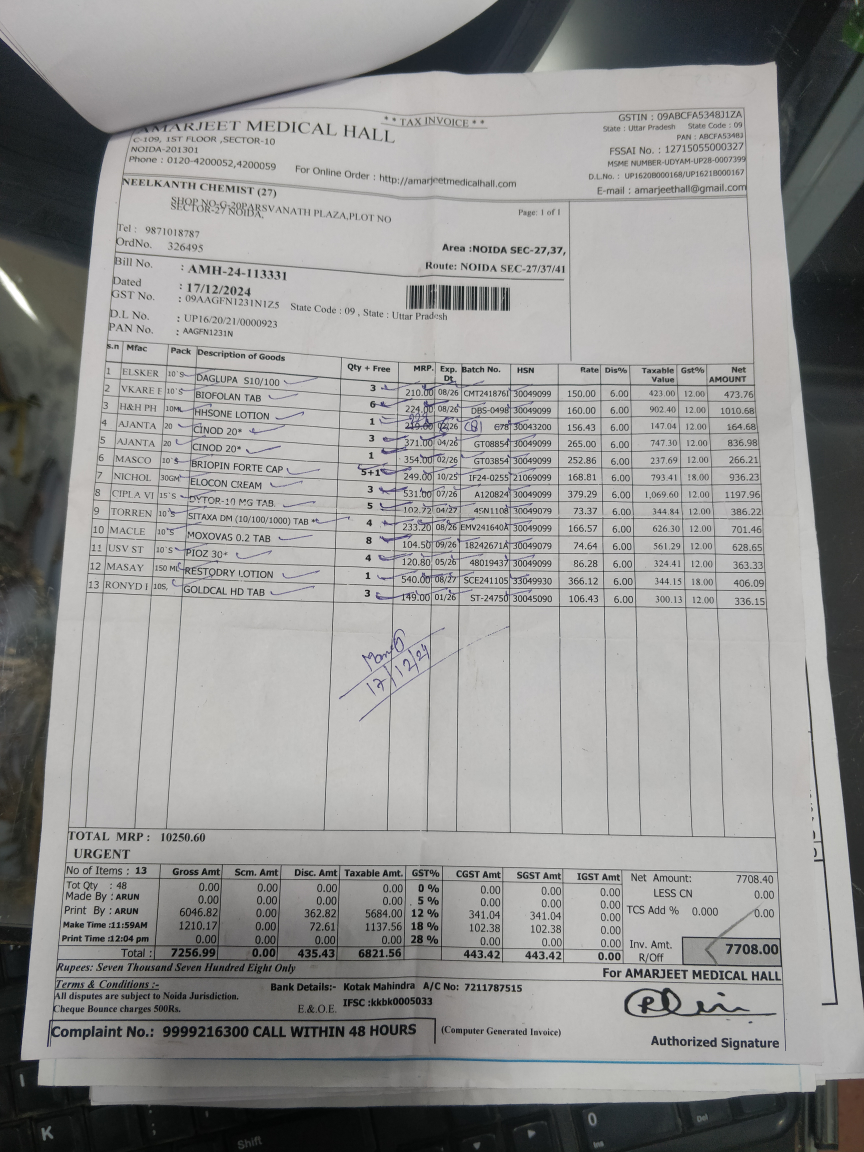 * * TAX INVOICE * *
AMARJEET MEDICAL HALL
C-109, 1ST FLOOR ,SECTOR-10
NOIDA-201301
Phone : 0120-4200052,4200059
For Online Order : http://amarjeetmedicalhall.com
GSTIN : 09ABCFA5348J1ZA
State : Uttar Pradesh State Code : 09
PAN : ABCFA5348J
FSSAI No. : 12715055000327
MSME NUMBER-UDYAM-UP28-0007399
D.L.No. : UP1620B000168/UP1621B000167
E-mail : amarjeethall@gmail.com
NEELKANTH CHEMIST (27)
SHOP NO-G-20PARSVANATH PLAZA,PLOT NO
SECTOR-27 NOIDA,
Page: 1 of 1
Tel : 9871018787
OrdNo. 326495
Area :NOIDA SEC-27,37,
Bill No. : AMH-24-113331
Route: NOIDA SEC-27/37/41
Dated : 17/12/2024
GST No. : 09AAGFN1231N1Z5 State Code : 09 , State : Uttar Pradesh
D.L No. : UP16/20/21/0000923
PAN No. : AAGFN1231N
s.n Mfac Pack Description of Goods Qty + Free MRP. Exp. Dt. Batch No. HSN Rate Dis% Taxable Value Gst% Net AMOUNT
1 ELSKER 10`S DAGLUPA S10/100 3 210.00 08/26 CMT241876 30049099 150.00 6.00 423.00 12.00 473.76
2 VKARE 10`S BIOFOLAN TAB 6 224.00 08/26 DBS-0498 30049099 160.00 6.00 902.40 12.00 1010.68
3 H&H PH 10ML HHSONE LOTION 1 219.00 02/26 678 30043200 156.43 6.00 147.04 12.00 164.68
4 AJANTA 20 CINOD 20* 3 371.00 04/26 GT08854 30049099 265.00 6.00 747.30 12.00 836.98
5 AJANTA 20 CINOD 20* 1 354.00 02/26 GT03854 30049099 252.86 6.00 237.69 12.00 266.21
6 MASCO 10`S BRIOPIN FORTE CAP 5+1 249.00 10/25 IF24-0255 21069099 168.81 6.00 793.41 18.00 936.23
7 NICHOL 30GM ELOCON CREAM 3 531.00 07/26 A120824 30049099 379.29 6.00 1,069.60 12.00 1197.96
8 CIPLA VI 15`S DYTOR-10 MG TAB. 5 102.72 04/27 4SN1108 30049079 73.37 6.00 344.84 12.00 386.22
9 TORREN 10`S SITAXA DM (10/100/1000) TAB ** 4 233.20 08/26 EMV241640A 30049099 166.57 6.00 626.30 12.00 701.46
10 MACLE 10`S MOXOVAS 0.2 TAB 8 104.50 09/26 18242671A 30049079 74.64 6.00 561.29 12.00 628.65
11 USV ST 10`S PIOZ 30* 4 120.80 05/26 48019437 30049079 86.28 6.00 324.41 12.00 363.33
12 MASAY 150 ML RESTODRY LOTION 1 540.00 08/27 SCE241105 33049930 366.12 6.00 344.15 18.00 406.09
13 RONYD 10S, GOLDCAL HD TAB 3 149.00 01/26 ST-24750 30045090 106.43 6.00 300.13 12.00 336.15
17/12/24
TOTAL MRP : 10250.60
URGENT
No of Items : 13 Gross Amt Scm. Amt Disc. Amt Taxable Amt. GST% CGST Amt SGST Amt IGST Amt
Tot Qty : 48 0.00 0.00 0.00 0.00 0 % 0.00 0.00 0.00
Made By : ARUN 0.00 0.00 0.00 0.00 5 % 0.00 0.00 0.00
Print By : ARUN 6046.82 0.00 362.82 5684.00 12 % 341.04 341.04 0.00
Make Time :11:59AM 1210.17 0.00 72.61 1137.56 18 % 102.38 102.38 0.00
Print Time :12:04 pm 0.00 0.00 0.00 0.00 28 % 0.00 0.00 0.00
Total : 7256.99 0.00 435.43 6821.56 443.42 443.42 0.00
Net Amount: 7708.40
LESS CN 0.00
TCS Add % 0.000 0.00
Inv. Amt. R/Off 7708.00
Rupees: Seven Thousand Seven Hundred Eight Only
For AMARJEET MEDICAL HALL
Terms & Conditions :-
All disputes are subject to Noida Jurisdiction.
Cheque Bounce charges 500Rs.
E.&.O.E.
Bank Details:- Kotak Mahindra A/C No: 7211787515
IFSC :kkbk0005033
Complaint No.: 9999216300 CALL WITHIN 48 HOURS
(Computer Generated Invoice)
Authorized Signature
K
Shift
0
Ins
Del